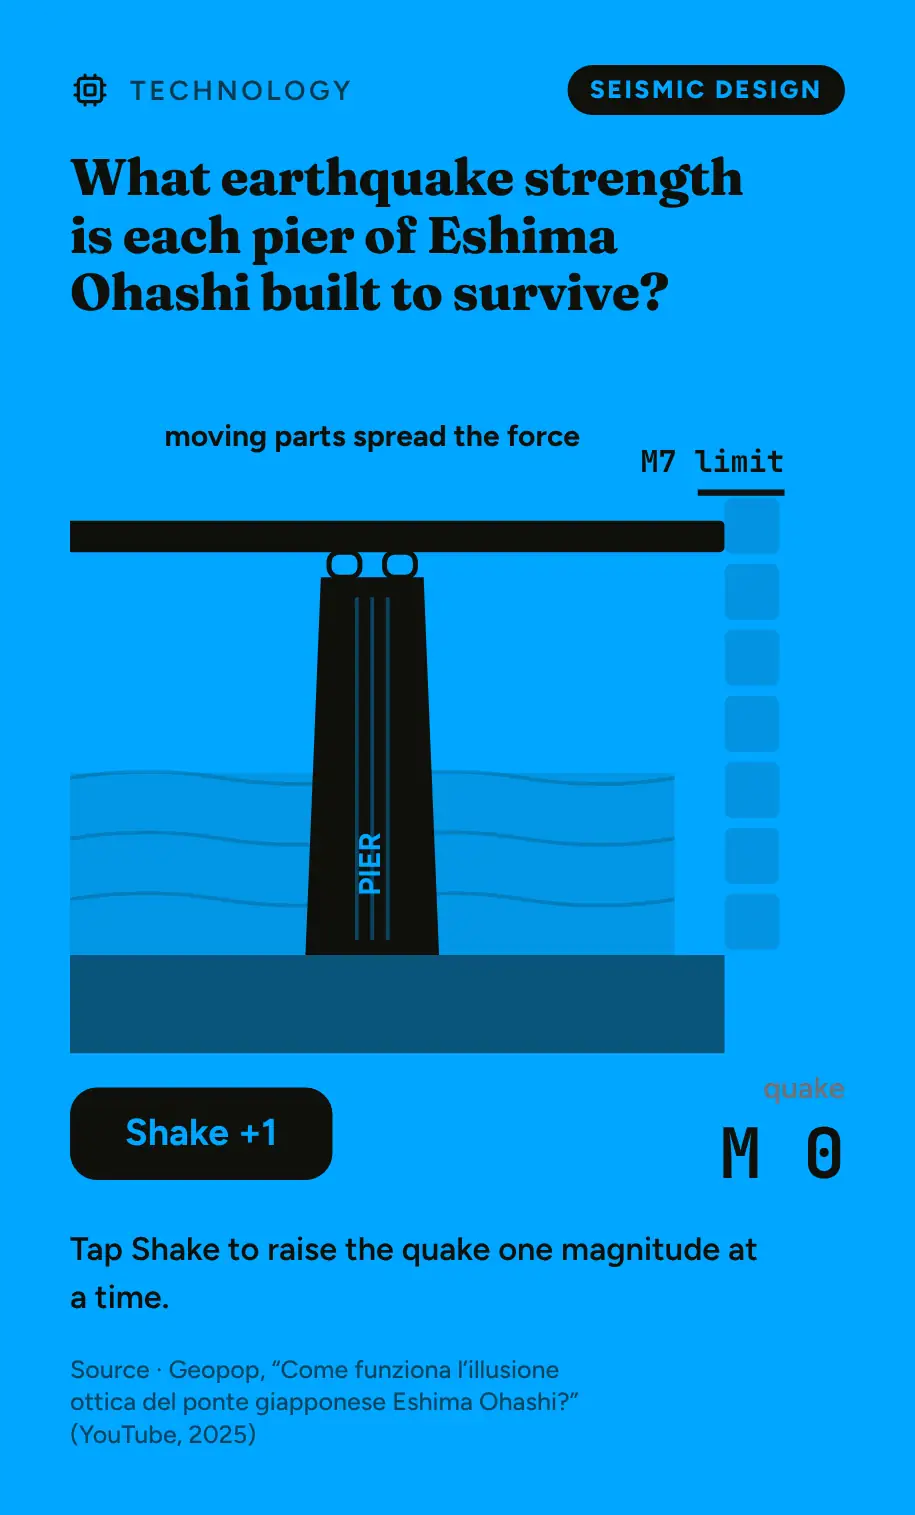 TECHNOLOGY
SEISMIC DESIGN
What earthquake strength
is each pier of Eshima
Ohashi built to survive?
moving parts spread the force
M7 limit
PIER
quake
Shake +1
M 0
Tap Shake to raise the quake one magnitude at
a time.
Source · Geopop, “Come funziona l’illusione
ottica del ponte giapponese Eshima Ohashi?”
(YouTube, 2025)